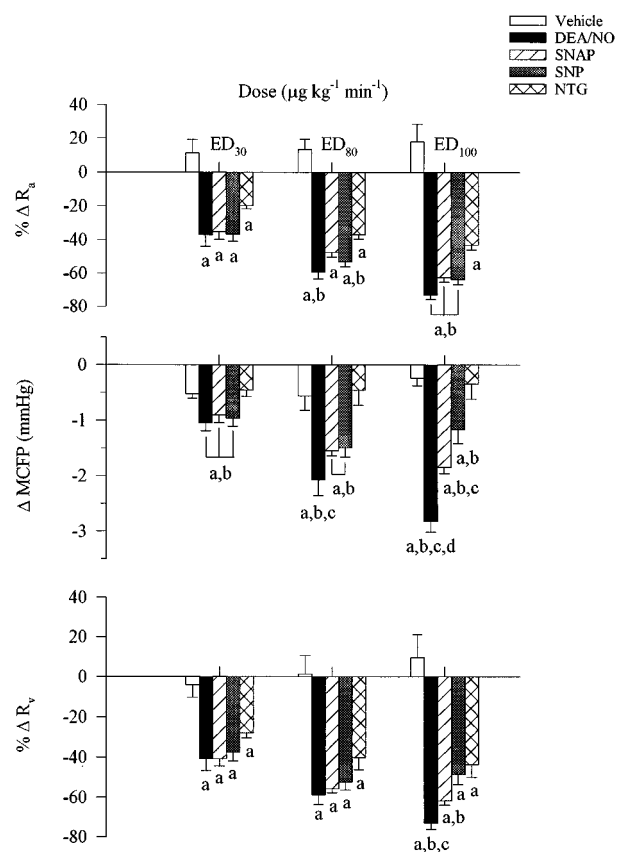 Vehicle
DEA/NO
SNAP
SNP
NTG
Dose (μg kg-1 min-1)
ED30 ED80 ED100
40
20
0
-20
-40
-60
-80
% Δ Ra
a a a a
a,b a a,b a
a,b a
0
-1
-2
-3
Δ MCFP (mmHg)
a,b
a,b,c a,b
a,b
a,b,c
a,b,c,d
40
20
0
-20
-40
-60
-80
% Δ Rv
a a a a
a a a a
a,b,c a,b a a